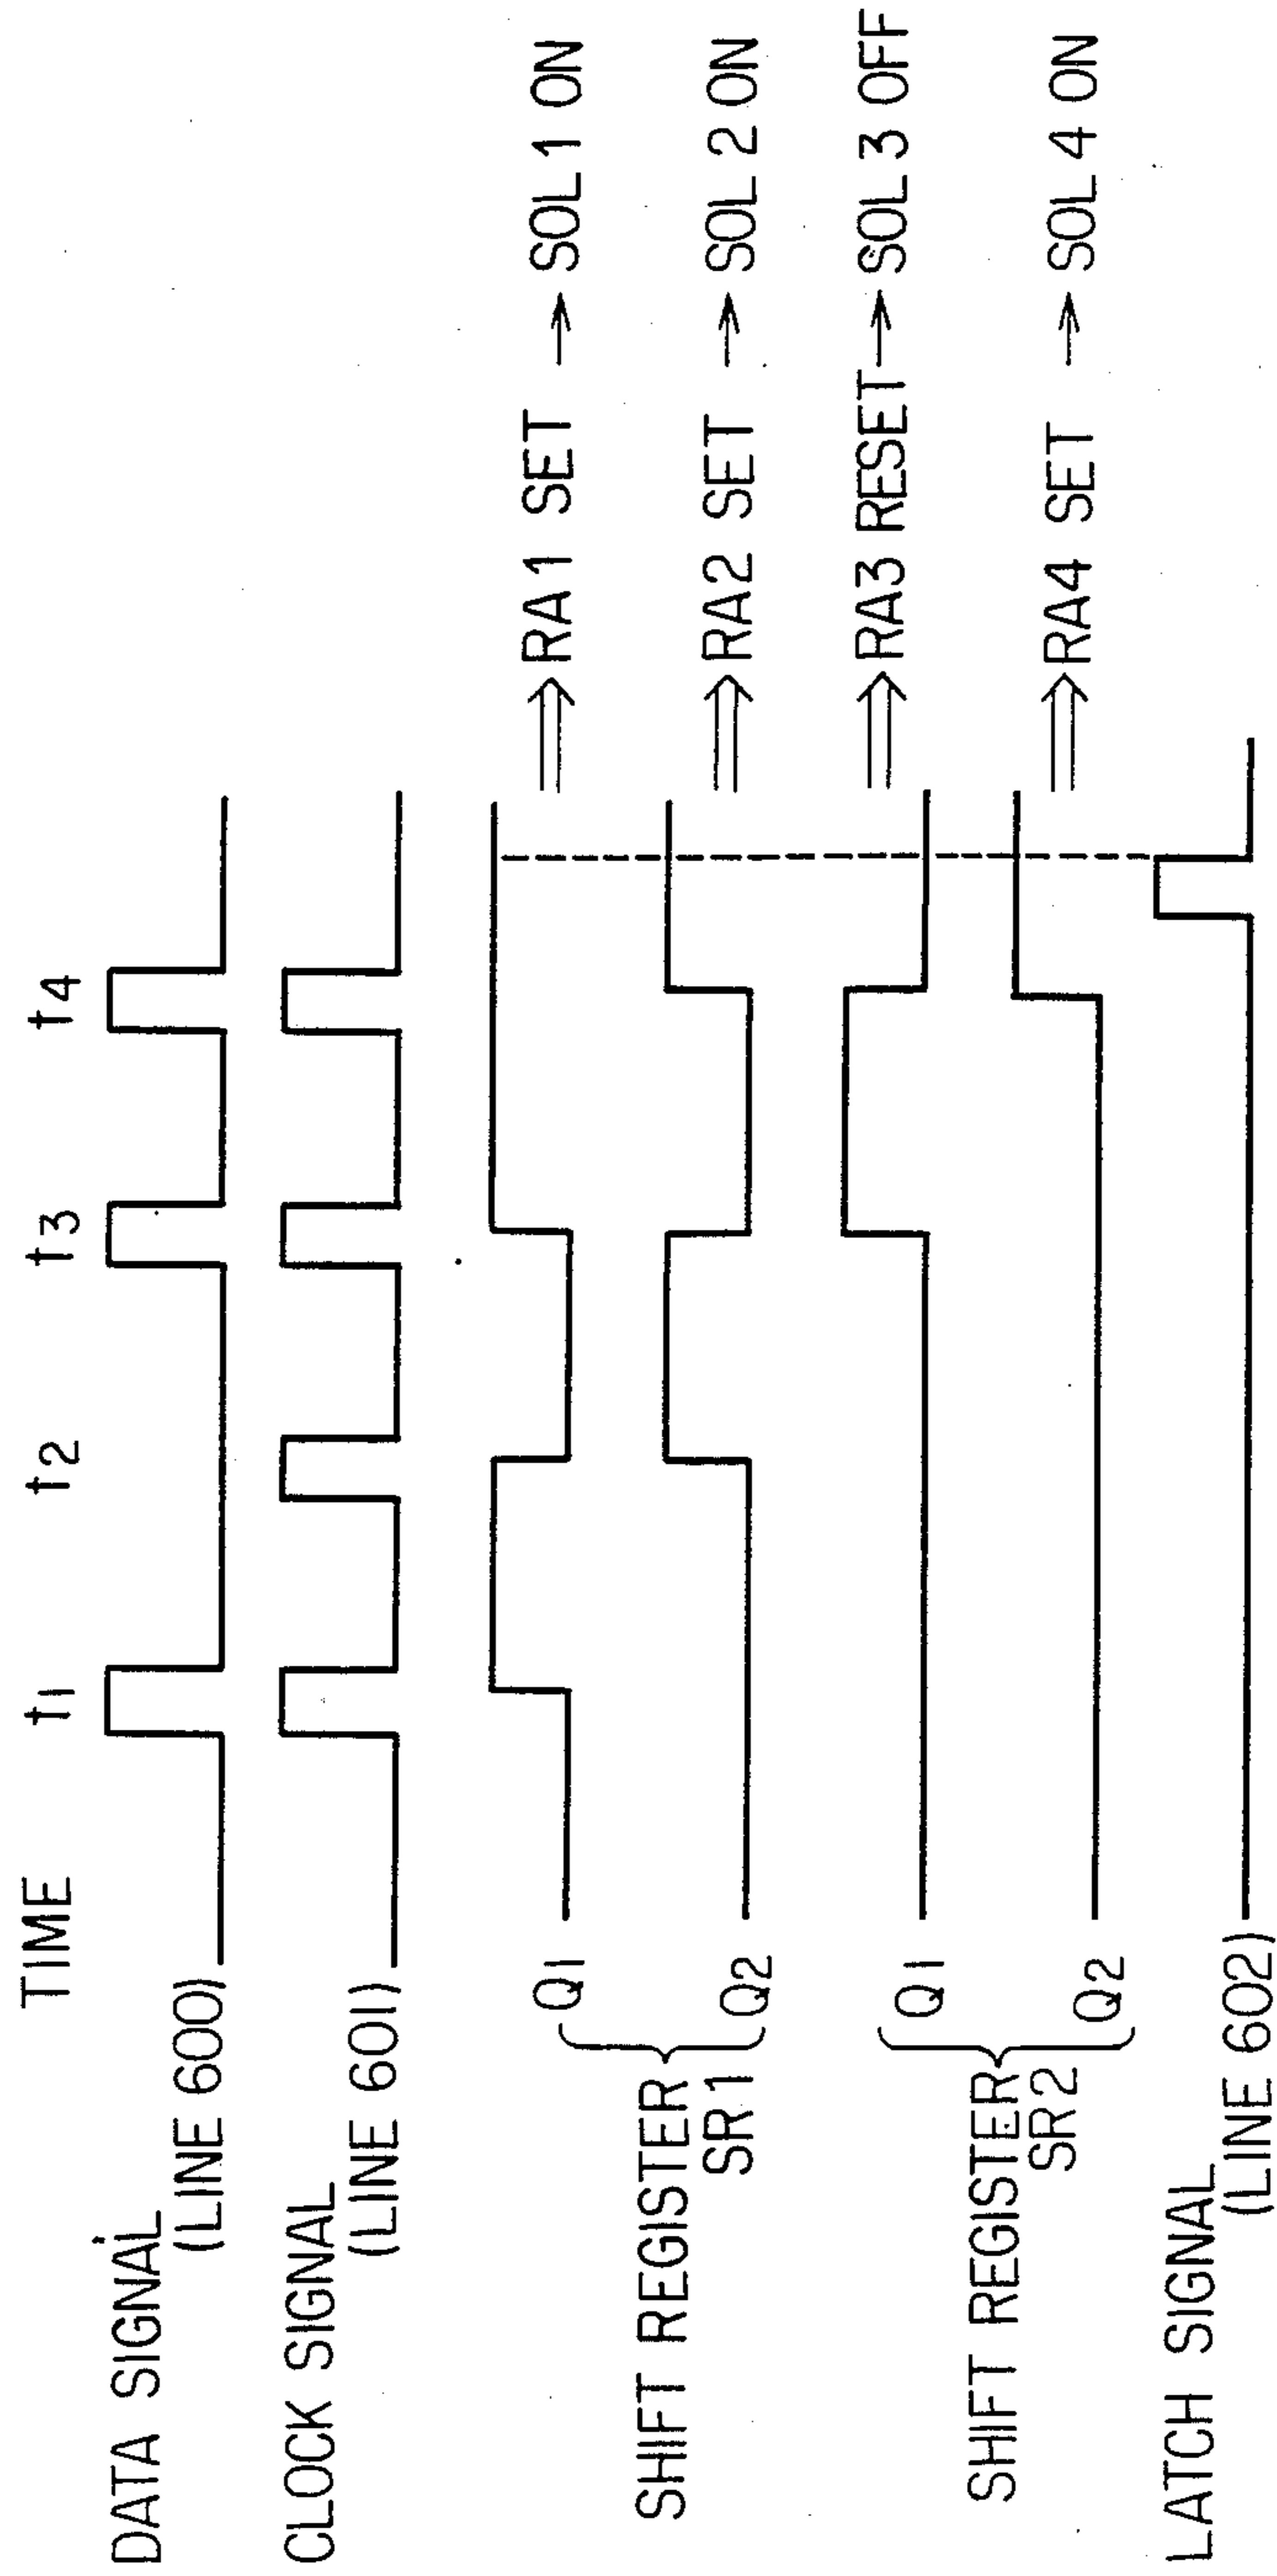 TIME t1 t2 t3 t4
DATA SIGNAL
(LINE 600)
CLOCK SIGNAL
(LINE 601)
Q1 RA1 SET → SOL 1 ON
SHIFT REGISTER
SR1
Q2 RA2 SET → SOL 2 ON
Q1 RA3 RESET → SOL 3 OFF
SHIFT REGISTER
SR2
Q2 RA4 SET → SOL 4 ON
LATCH SIGNAL
(LINE 602)